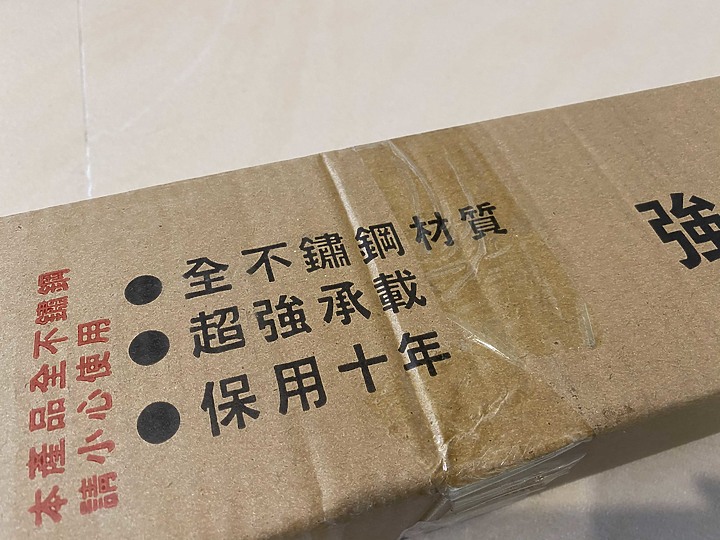 全不鏽鋼材質
超強承載
保用十年
強
本產品全不鏽鋼
請小心使用